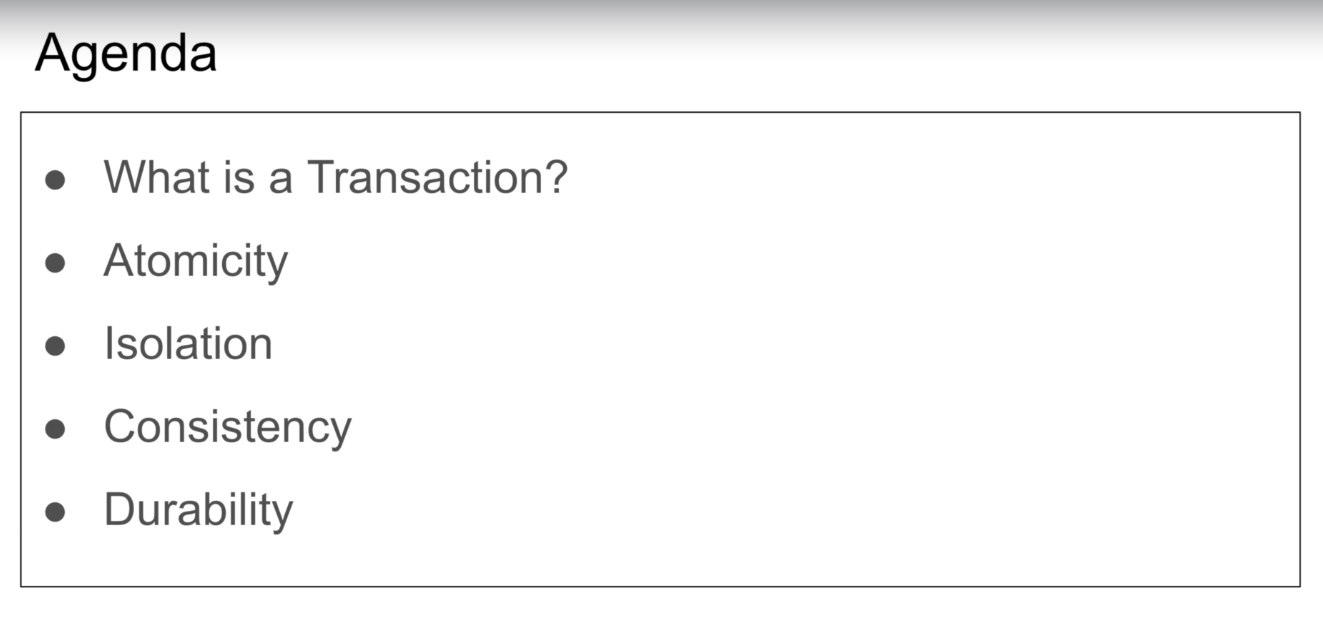 Agenda
● What is a Transaction?
● Atomicity
● Isolation
● Consistency
● Durability